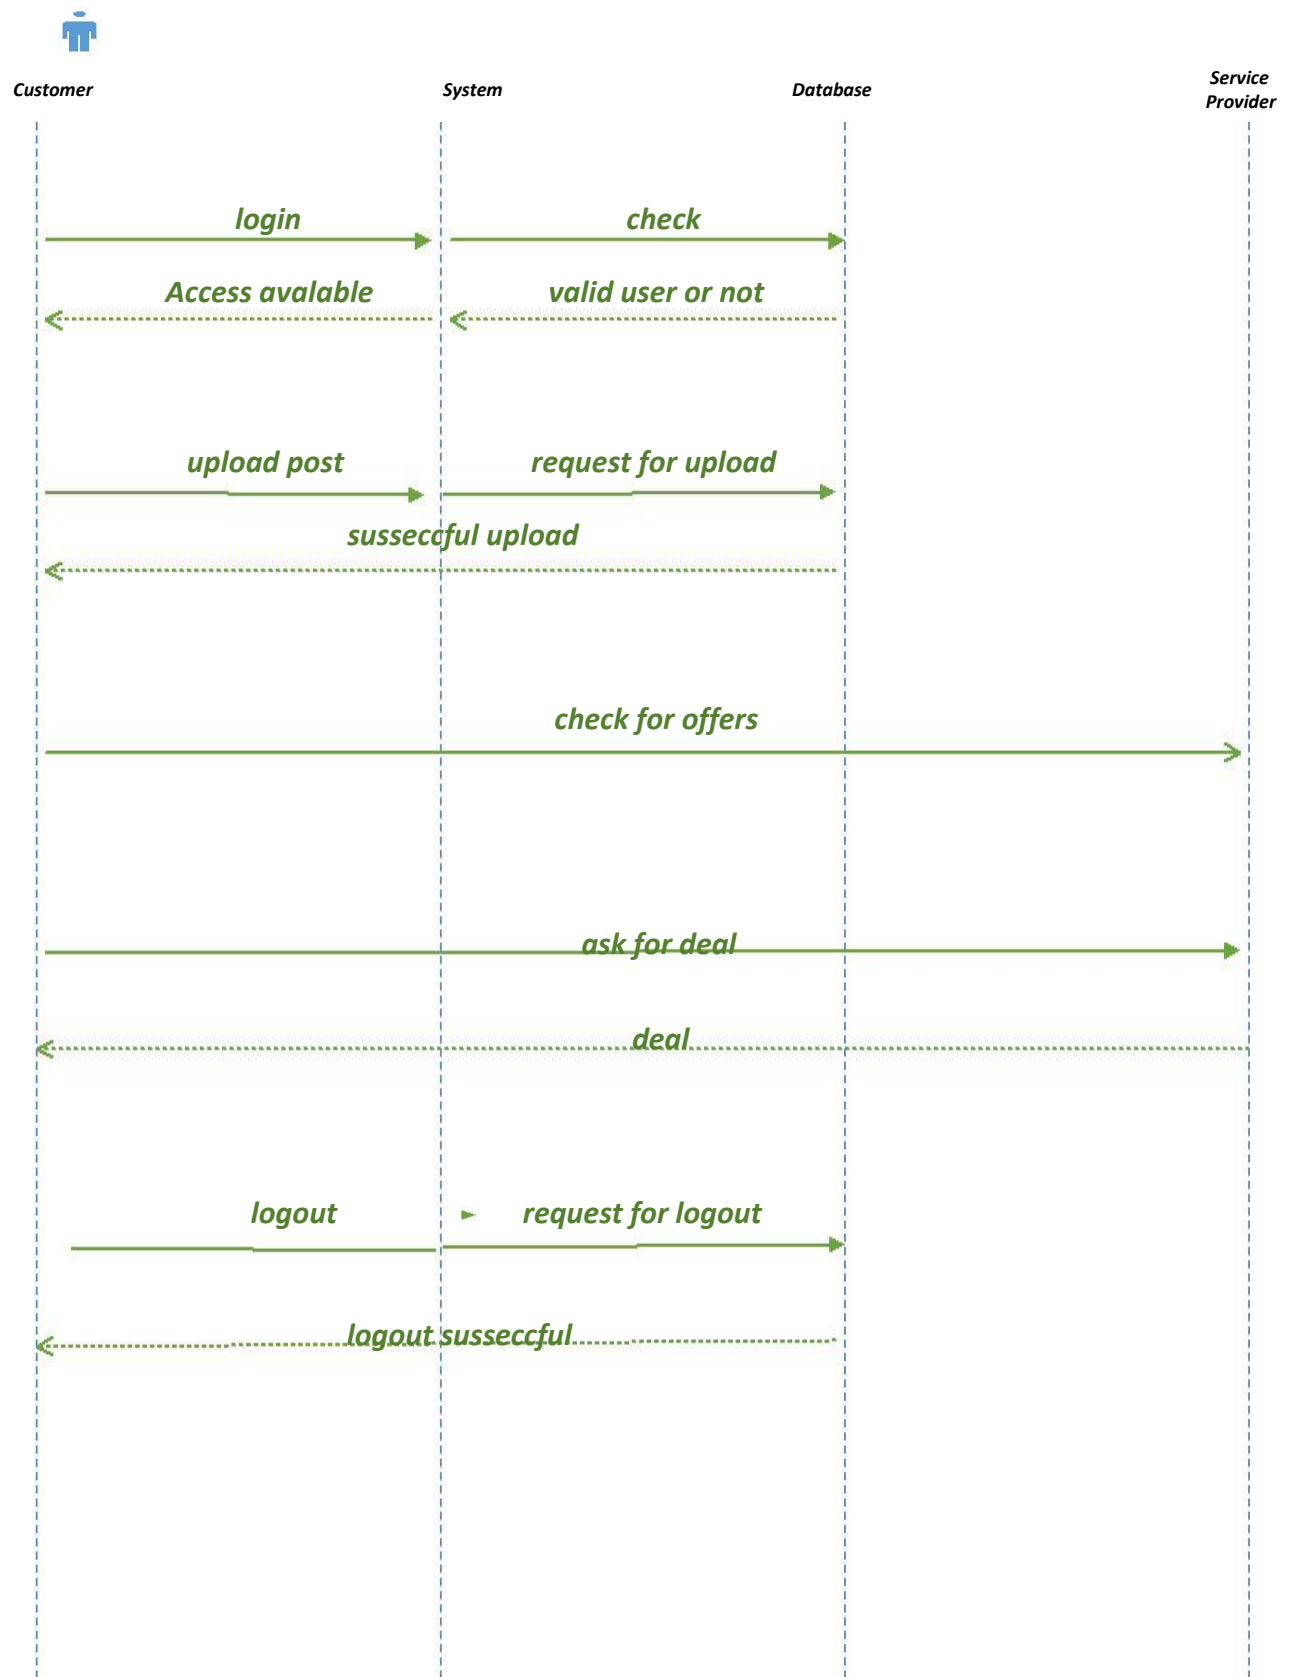 Customer
System
Database
Service
Provider
login
check
Access avalable
valid user or not
upload post
request for upload
susseccful upload
check for offers
ask for deal
deal
logout
request for logout
logout susseccful